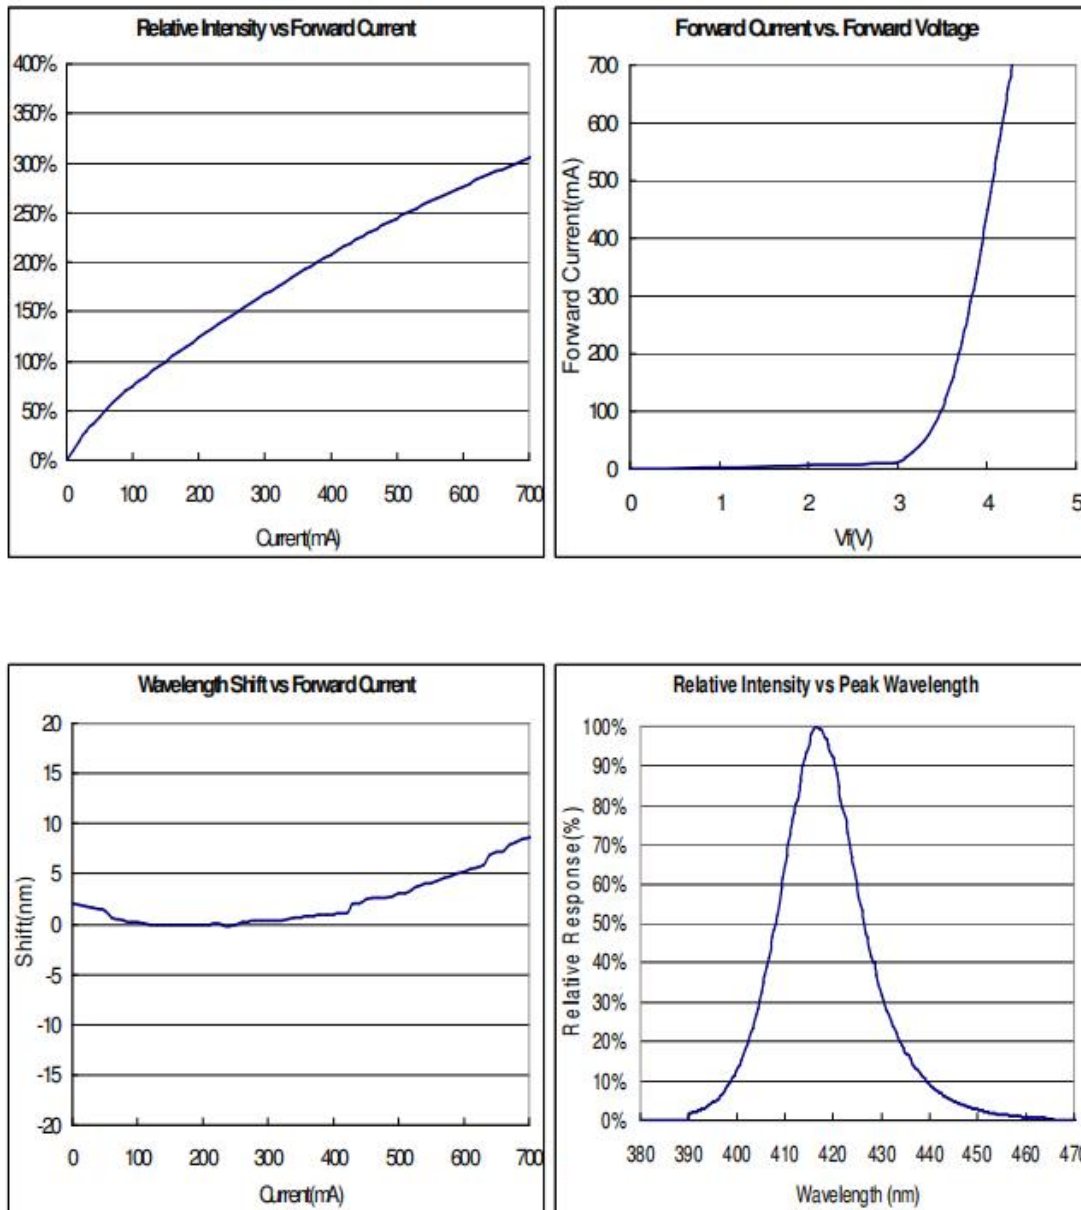 Relative Intensity vs Forward Current
400%
350%
300%
250%
200%
150%
100%
50%
0%
0 100 200 300 400 500 600 700
Current(mA)
Forward Current vs. Forward Voltage
Forward Current(mA)
700
600
500
400
300
200
100
0
0 1 2 3 4 5
Vf(V)
Wavelength Shift vs Forward Current
Shift(nm)
20
15
10
5
0
-5
-10
-15
-20
0 100 200 300 400 500 600 700
Current(mA)
Relative Intensity vs Peak Wavelength
Relative Response(%)
100%
90%
80%
70%
60%
50%
40%
30%
20%
10%
0%
380 390 400 410 420 430 440 450 460 470
Wavelength (nm)